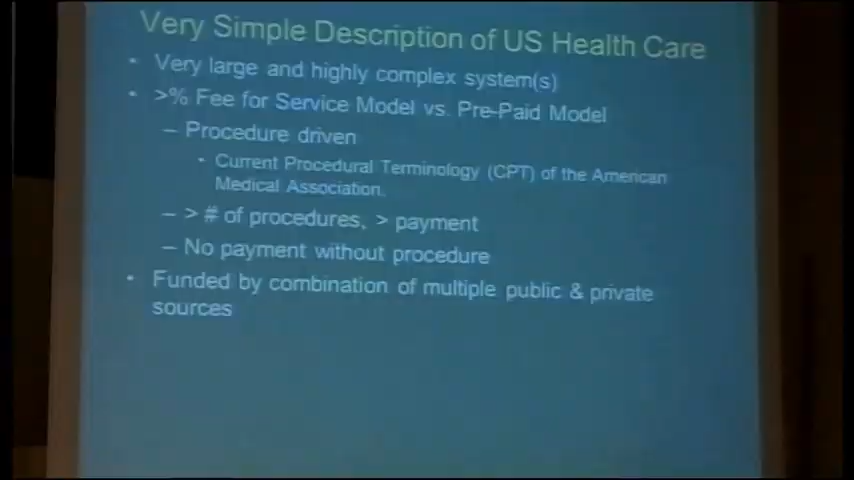 Very Simple Description of US Health Care
• Very large and highly complex system(s)
• >% Fee for Service Model vs. Pre-Paid Model
– Procedure driven
• Current Procedural Terminology (CPT) of the American
Medical Association.
– > # of procedures, > payment
– No payment without procedure
• Funded by combination of multiple public & private
sources